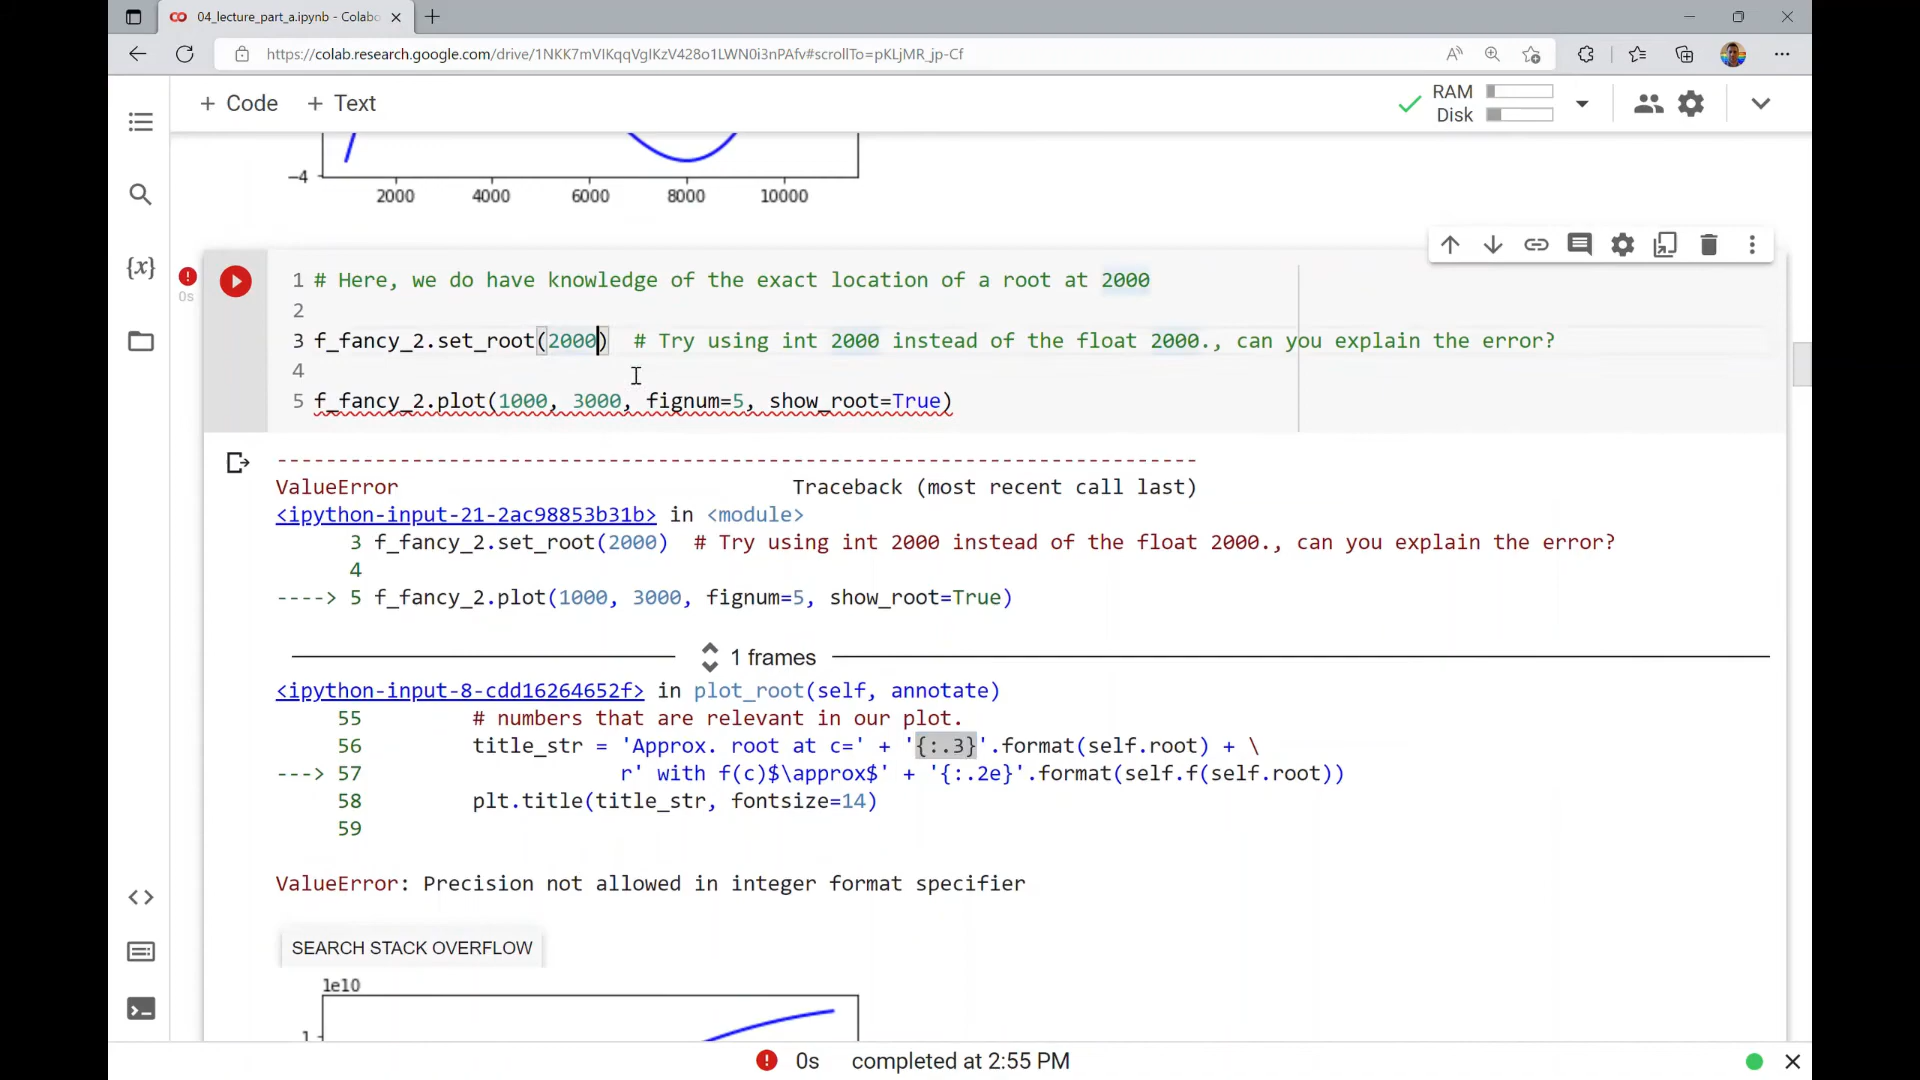 04_lecture_part_a.ipynb - Colabo
https://colab.research.google.com/drive/1NKK7mVIKqqVgIKzV428o1LWN0i3nPAfv#scrollTo=pKLjMR_jp-Cf
+ Code + Text
RAM
Disk
−4
2000 4000 6000 8000 10000
{x}
0s
1 # Here, we do have knowledge of the exact location of a root at 2000
2
3 f_fancy_2.set_root(2000) # Try using int 2000 instead of the float 2000., can you explain the error?
4
5 f_fancy_2.plot(1000, 3000, fignum=5, show_root=True)
---------------------------------------------------------------------------
ValueError Traceback (most recent call last)
<ipython-input-21-2ac98853b31b> in <module>
3 f_fancy_2.set_root(2000) # Try using int 2000 instead of the float 2000., can you explain the error?
4
----> 5 f_fancy_2.plot(1000, 3000, fignum=5, show_root=True)
1 frames
<ipython-input-8-cdd16264652f> in plot_root(self, annotate)
55 # numbers that are relevant in our plot.
56 title_str = 'Approx. root at c=' + '{:.3}'.format(self.root) + \
---> 57 r' with f(c)$\approx$' + '{:.2e}'.format(self.f(self.root))
58 plt.title(title_str, fontsize=14)
59
ValueError: Precision not allowed in integer format specifier
SEARCH STACK OVERFLOW
1e10
1
0s completed at 2:55 PM